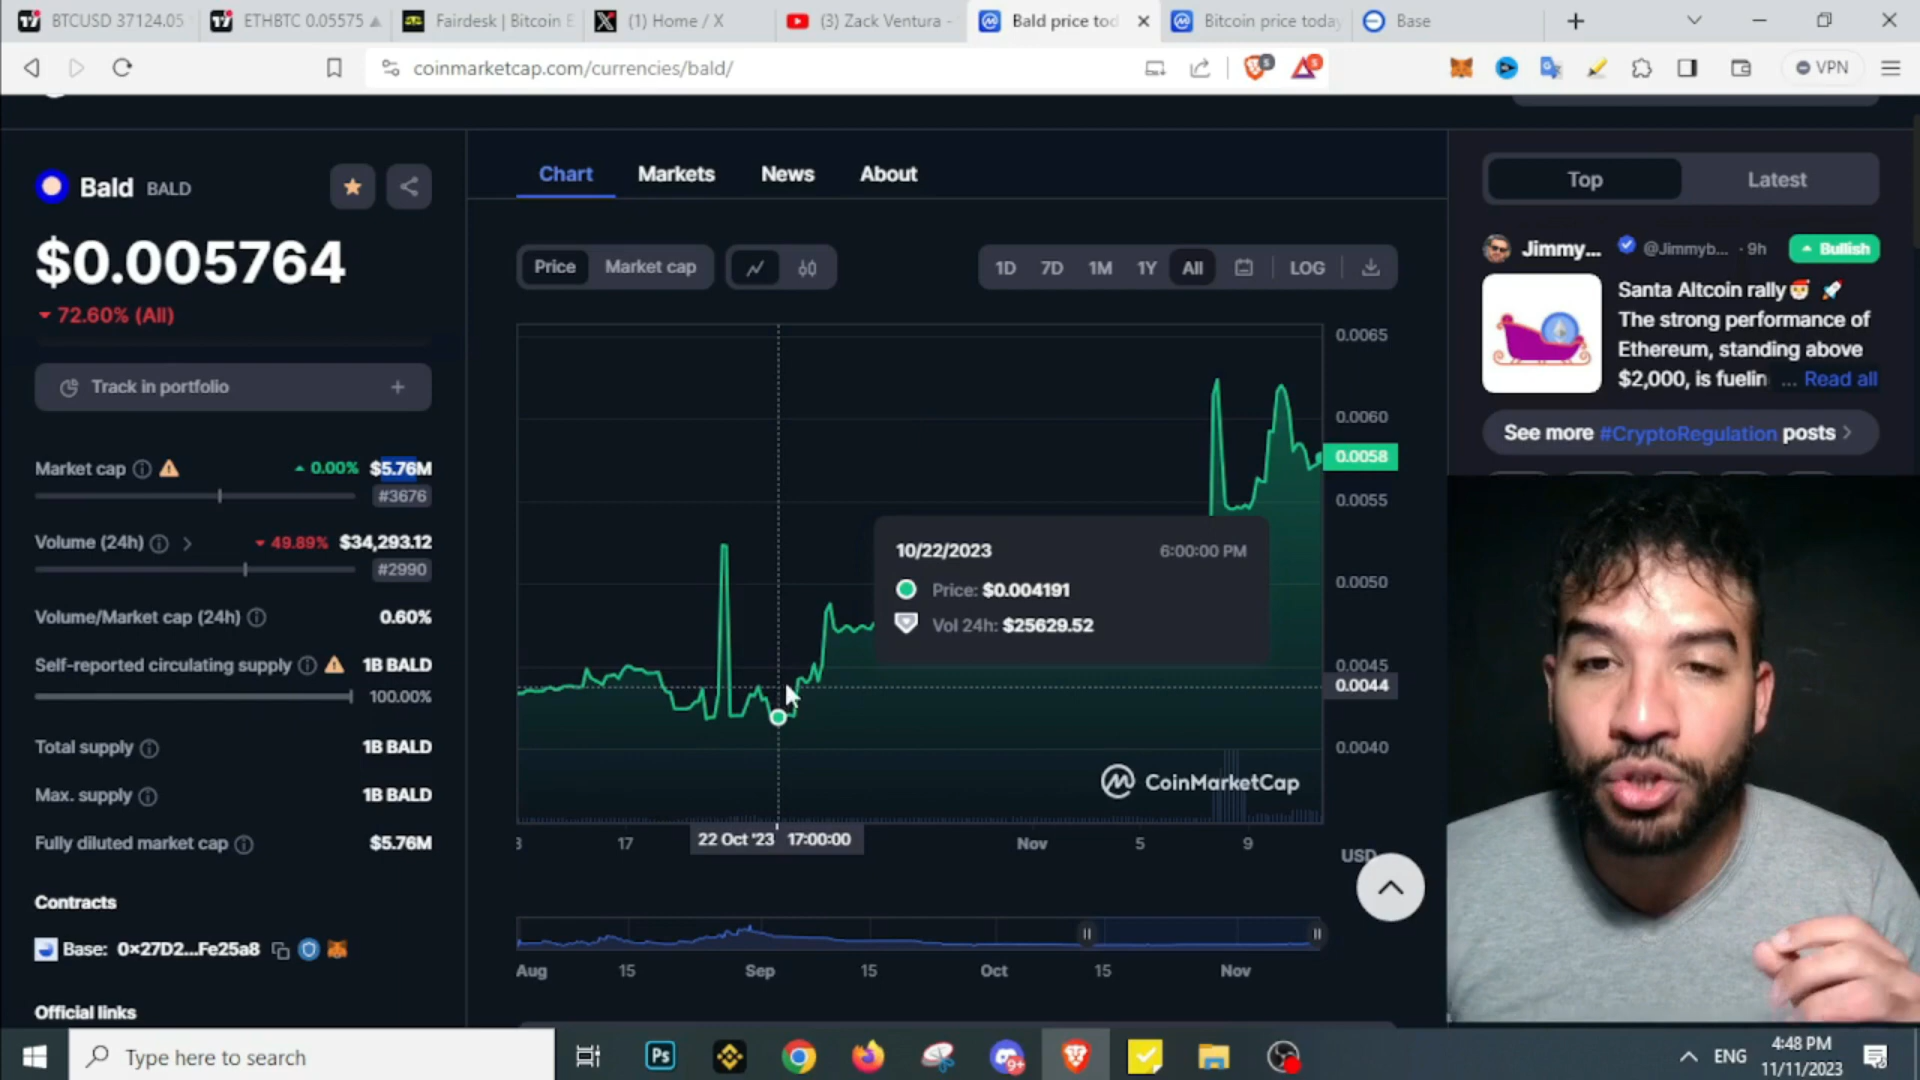 BTCUSD 37124.05
ETHBTC 0.05575
Fairdesk | Bitcoin E
(1) Home / X
(3) Zack Ventura -
Bald price tod
Bitcoin price today
Base
coinmarketcap.com/currencies/bald/
VPN
Bald BALD
$0.005764
72.60% (All)
Track in portfolio
Market cap 0.00% $5.76M
#3676
Volume (24h) 49.89% $34,293.12
#2990
Volume/Market cap (24h) 0.60%
Self-reported circulating supply 1B BALD
100.00%
Total supply 1B BALD
Max. supply 1B BALD
Fully diluted market cap $5.76M
Contracts
Base: 0x27D2...Fe25a8
Official links
Chart Markets News About
Price Market cap
1D 7D 1M 1Y All LOG
0.0065
0.0060
0.0058
0.0055
0.0050
0.0045
0.0044
0.0040
10/22/2023 6:00:00 PM
Price: $0.004191
Vol 24h: $25629.52
CoinMarketCap
17 22 Oct '23 17:00:00 Nov 5 9
USD
Aug 15 Sep 15 Oct 15 Nov
Top Latest
Jimmy... @Jimmyb... · 9h Bullish
Santa Altcoin rally
The strong performance of
Ethereum, standing above
$2,000, is fuelin ... Read all
See more #CryptoRegulation posts
Type here to search
Ps
9+
ENG
4:48 PM
11/11/2023